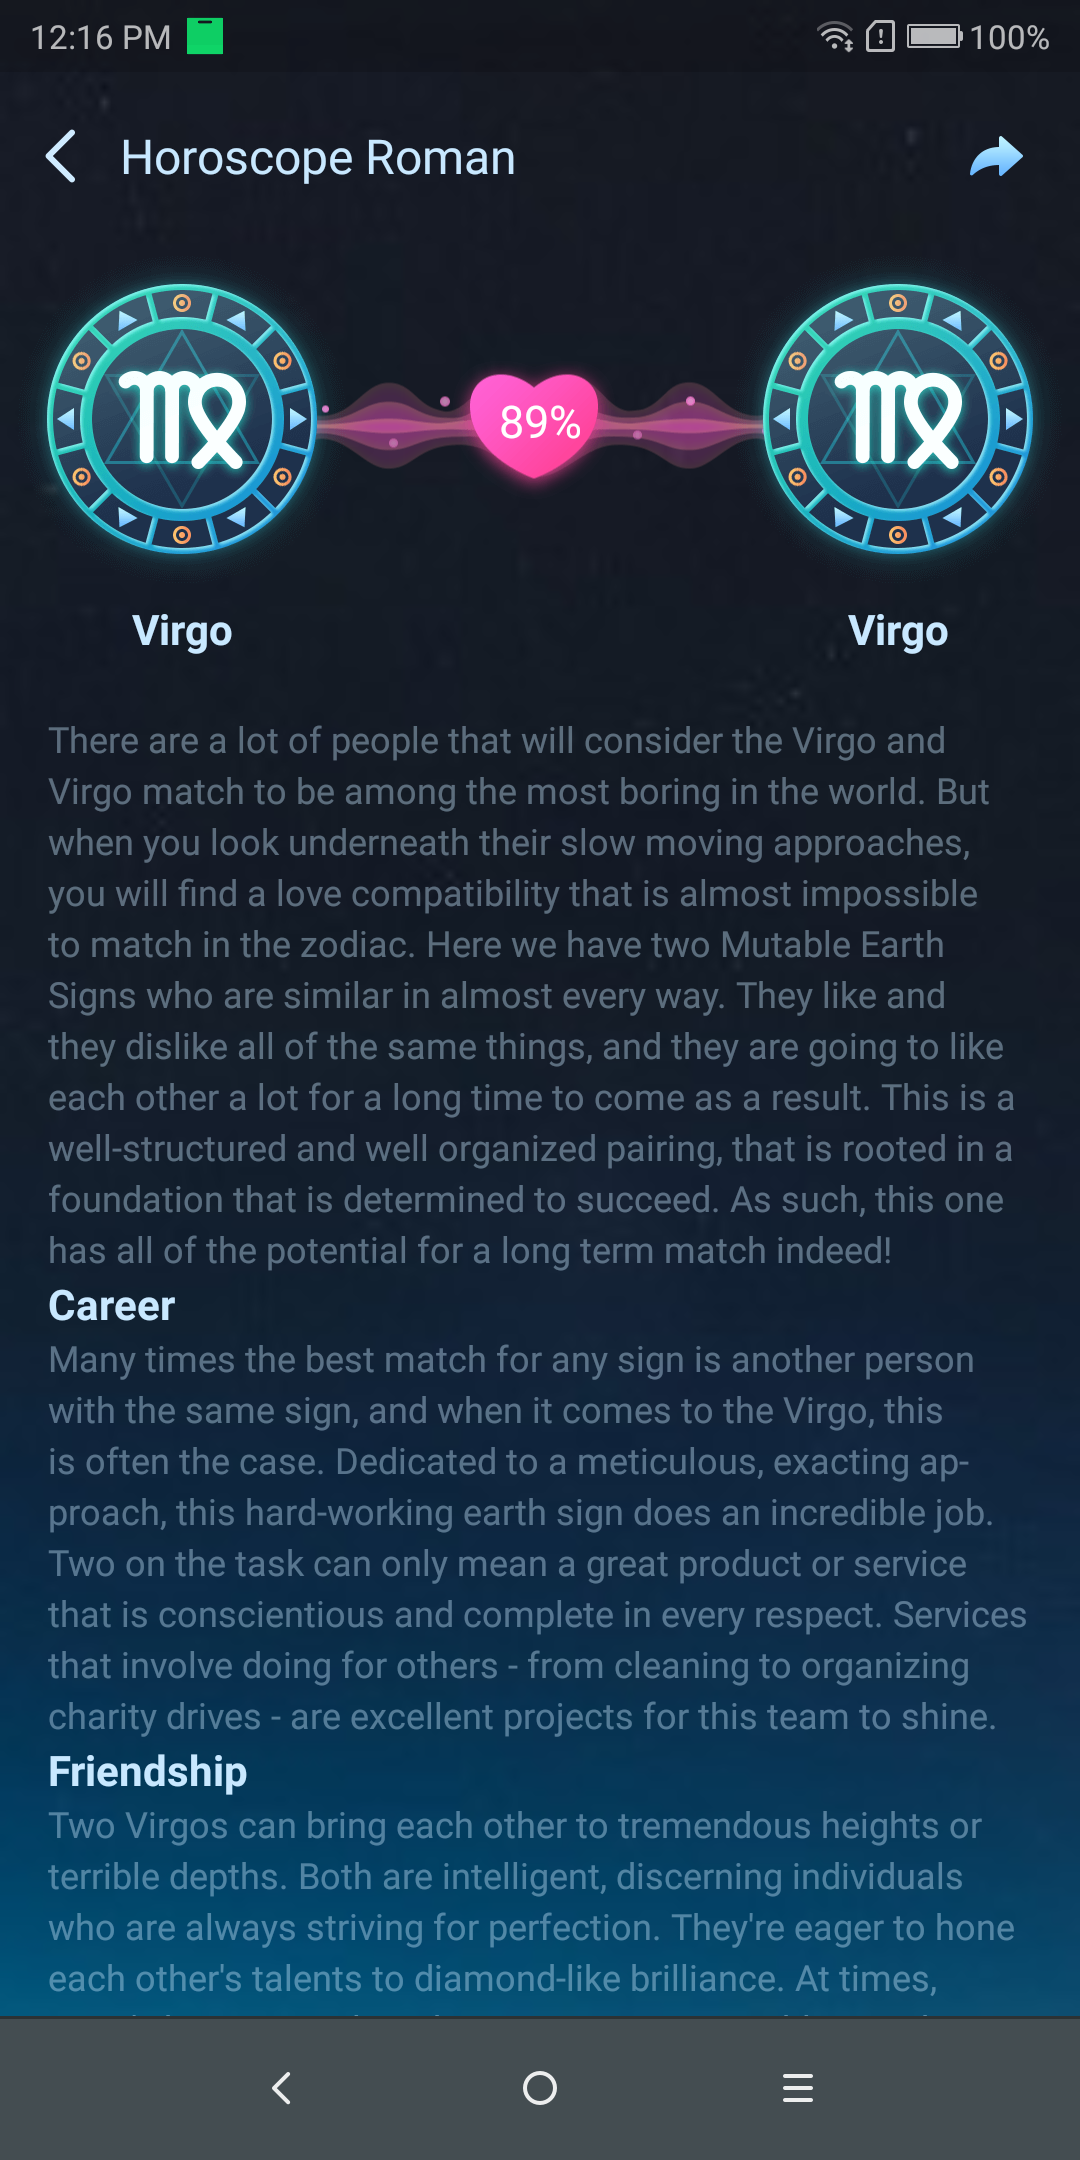 12:16 PM
100%
Horoscope Roman
89%
Virgo
Virgo
There are a lot of people that will consider the Virgo and
Virgo match to be among the most boring in the world. But
when you look underneath their slow moving approaches,
you will find a love compatibility that is almost impossible
to match in the zodiac. Here we have two Mutable Earth
Signs who are similar in almost every way. They like and
they dislike all of the same things, and they are going to like
each other a lot for a long time to come as a result. This is a
well-structured and well organized pairing, that is rooted in a
foundation that is determined to succeed. As such, this one
has all of the potential for a long term match indeed!
Career
Many times the best match for any sign is another person
with the same sign, and when it comes to the Virgo, this
is often the case. Dedicated to a meticulous, exacting ap-
proach, this hard-working earth sign does an incredible job.
Two on the task can only mean a great product or service
that is conscientious and complete in every respect. Services
that involve doing for others - from cleaning to organizing
charity drives - are excellent projects for this team to shine.
Friendship
Two Virgos can bring each other to tremendous heights or
terrible depths. Both are intelligent, discerning individuals
who are always striving for perfection. They're eager to hone
each other's talents to diamond-like brilliance. At times,